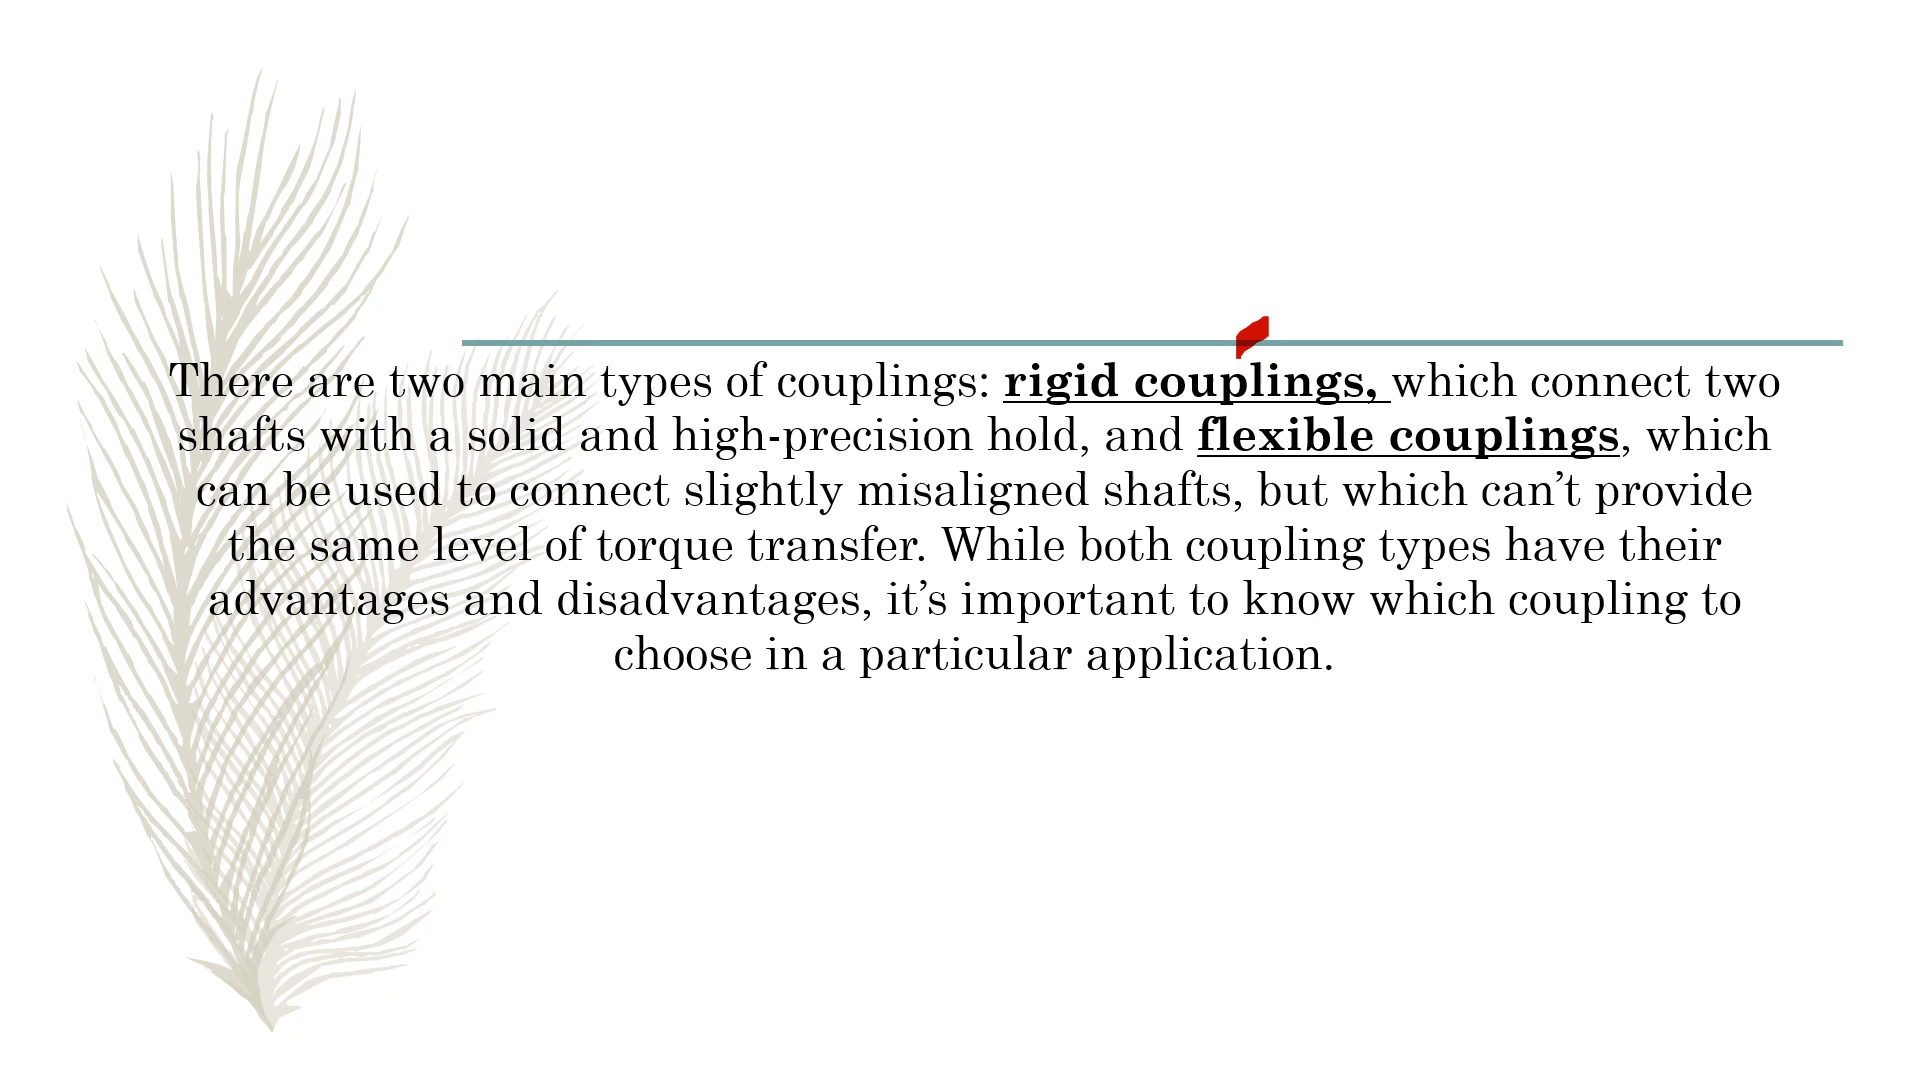 There are two main types of couplings: rigid couplings, which connect two
shafts with a solid and high-precision hold, and flexible couplings, which
can be used to connect slightly misaligned shafts, but which can’t provide
the same level of torque transfer. While both coupling types have their
advantages and disadvantages, it’s important to know which coupling to
choose in a particular application.